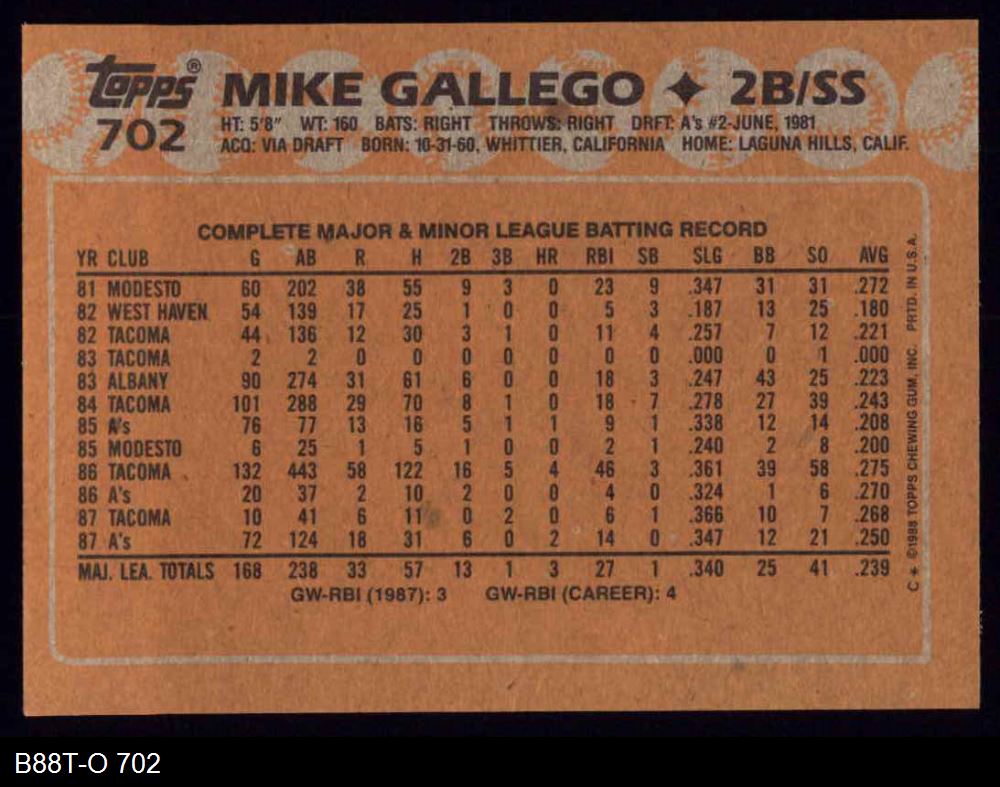 topps® MIKE GALLEGO ✦ 2B/SS
702 HT: 5'8" WT: 160 BATS: RIGHT THROWS: RIGHT DRFT: A's #2-JUNE, 1981
ACQ: VIA DRAFT BORN: 10-31-60, WHITTIER, CALIFORNIA HOME: LAGUNA HILLS, CALIF.
COMPLETE MAJOR & MINOR LEAGUE BATTING RECORD
YR CLUB G AB R H 2B 3B HR RBI SB SLG BB SO AVG
81 MODESTO 60 202 38 55 9 3 0 23 9 .347 31 31 .272
82 WEST HAVEN 54 139 17 25 1 0 0 5 3 .187 13 25 .180
82 TACOMA 44 136 12 30 3 1 0 11 4 .257 7 12 .221
83 TACOMA 2 2 0 0 0 0 0 0 0 .000 0 1 .000
83 ALBANY 90 274 31 61 6 0 0 18 3 .247 43 25 .223
84 TACOMA 101 288 29 70 8 1 0 18 7 .278 27 39 .243
85 A's 76 77 13 16 5 1 1 9 1 .338 12 14 .208
85 MODESTO 6 25 1 5 1 0 0 2 1 .240 2 8 .200
86 TACOMA 132 443 58 122 16 5 4 46 3 .361 39 58 .275
86 A's 20 37 2 10 2 0 0 4 0 .324 1 6 .270
87 TACOMA 10 41 6 11 0 2 0 6 1 .366 10 7 .268
87 A's 72 124 18 31 6 0 2 14 0 .347 12 21 .250
MAJ. LEA. TOTALS 168 238 33 57 13 1 3 27 1 .340 25 41 .239
GW-RBI (1987): 3 GW-RBI (CAREER): 4
C * ©1988 TOPPS CHEWING GUM, INC. PRTD. IN U.S.A.
B88T-O 702